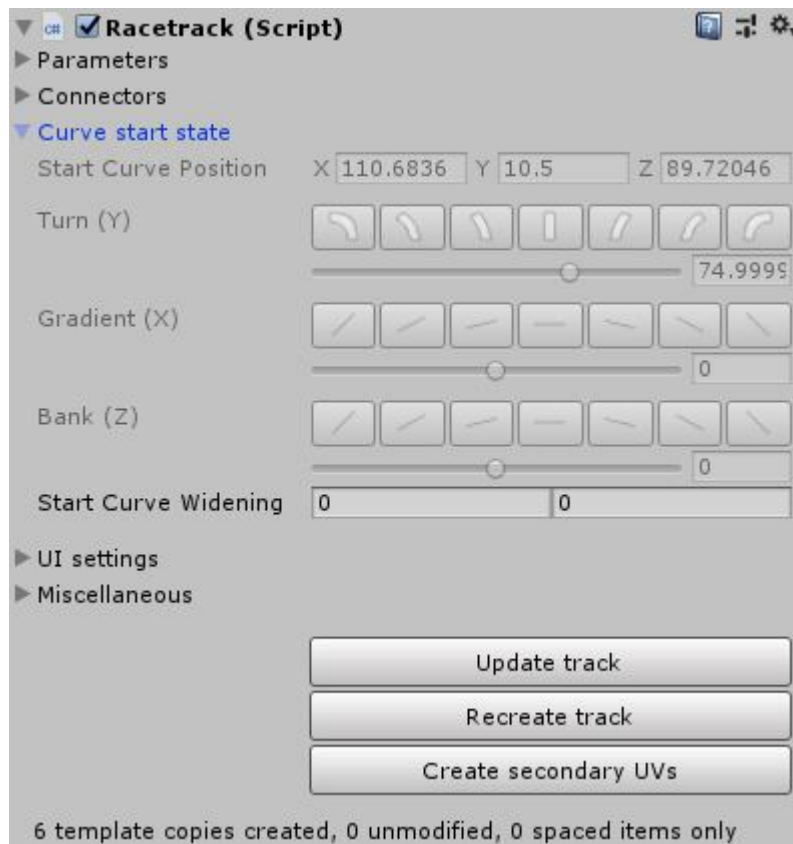 Racetrack (Script)
Parameters
Connectors
Curve start state
Start Curve Position X 110.6836 Y 10.5 Z 89.72046
Turn (Y)
74.9999
Gradient (X)
0
Bank (Z)
0
Start Curve Widening 0 0
UI settings
Miscellaneous
Update track
Recreate track
Create secondary UVs
6 template copies created, 0 unmodified, 0 spaced items only